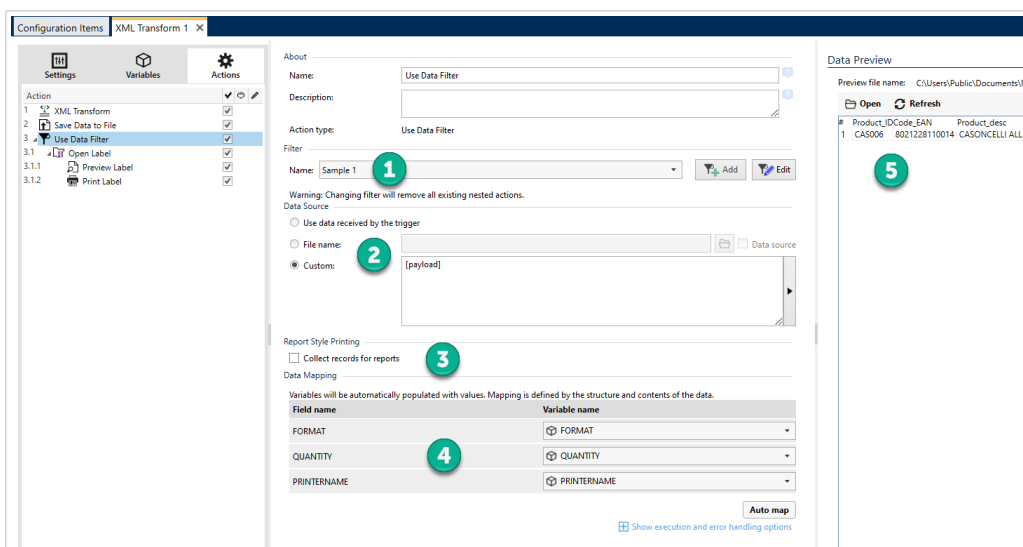 Configuration Items
XML Transform 1 ×
Settings
Variables
Actions
Action
1 XML Transform
2 Save Data to File
3 Use Data Filter
3.1 Open Label
3.1.1 Preview Label
3.1.2 Print Label
About
Name: Use Data Filter
Description:
Action type: Use Data Filter
Filter
Name: Sample 1
1
Add
Edit
Warning: Changing filter will remove all existing nested actions.
Data Source
Use data received by the trigger
File name:
Data source
2
Custom: [payload]
Report Style Printing
Collect records for reports
3
Data Mapping
Variables will be automatically populated with values. Mapping is defined by the structure and contents of the data.
Field name Variable name
FORMAT FORMAT
QUANTITY QUANTITY
4
PRINTERNAME PRINTERNAME
Auto map
Show execution and error handling options
Data Preview
Preview file name: C:\Users\Public\Documents\
Open
Refresh
# Product_IDCode_EAN Product_desc
1 CAS006 8021228110014 CASONCELLI ALL
5